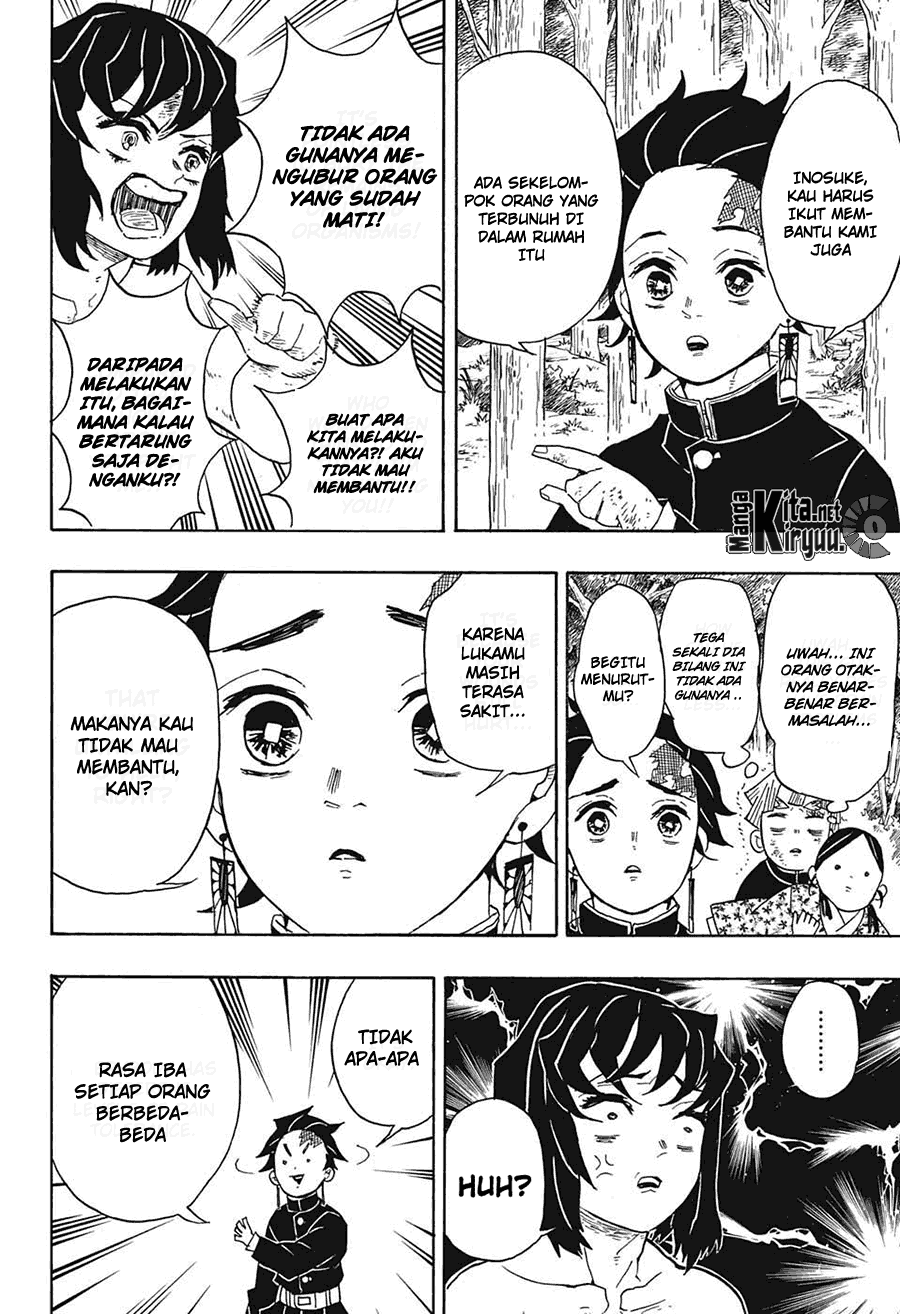 INOSUKE,
KAU HARUS
IKUT MEM-
BANTU KAMI
JUGA
ADA SEKELOM-
POK ORANG YANG
TERBUNUH DI
DALAM RUMAH
ITU
TIDAK ADA
GUNANYA ME-
NGUBUR ORANG
YANG SUDAH
MATI!
BUAT APA
KITA MELAKU-
KANNYA?! AKU
TIDAK MAU
MEMBANTU!!
DARIPADA
MELAKUKAN
ITU, BAGAI-
MANA KALAU
BERTARUNG
SAJA DE-
NGANKU?!
MangaKita.net
Kiryuu.
UWAH... INI
ORANG OTAK-
NYA BENAR-
BENAR BER-
MASALAH...
TEGA
SEKALI DIA
BILANG INI
TIDAK ADA
GUNANYA ..
BEGITU
MENURUT-
MU?
KARENA
LUKAMU
MASIH
TERASA
SAKIT...
MAKANYA KAU
TIDAK MAU
MEMBANTU,
KAN?
........
HUH?
TIDAK
APA-APA
RASA IBA
SETIAP ORANG
BERBEDA-
BEDA